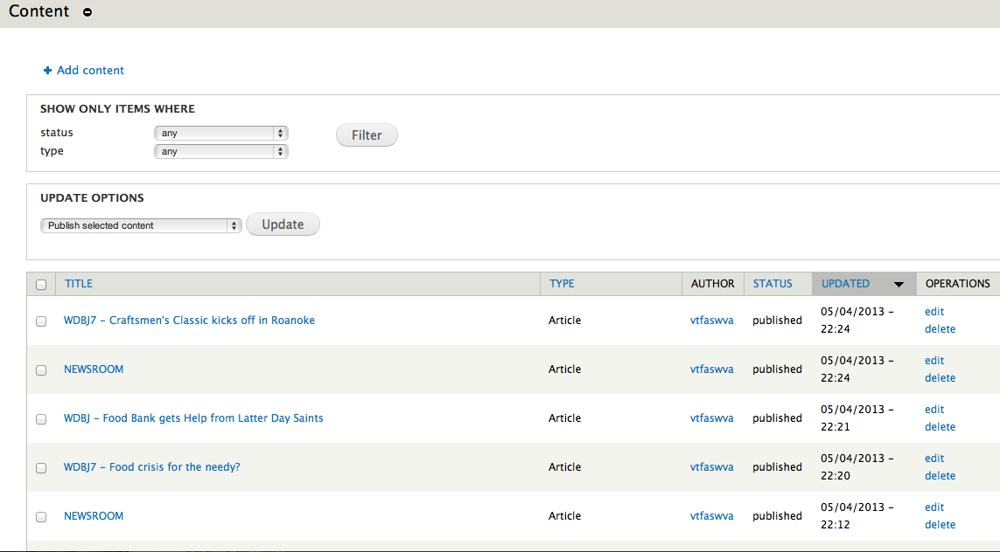 Content
Add content
SHOW ONLY ITEMS WHERE
status any
type any
Filter
UPDATE OPTIONS
Publish selected content Update
TITLE TYPE AUTHOR STATUS UPDATED OPERATIONS
WDBJ7 – Craftsmen's Classic kicks off in Roanoke Article vtfaswva published 05/04/2013 – 22:24 edit delete
NEWSROOM Article vtfaswva published 05/04/2013 – 22:24 edit delete
WDBJ – Food Bank gets Help from Latter Day Saints Article vtfaswva published 05/04/2013 – 22:21 edit delete
WDBJ7 – Food crisis for the needy? Article vtfaswva published 05/04/2013 – 22:20 edit delete
NEWSROOM Article vtfaswva published 05/04/2013 – 22:12 edit delete